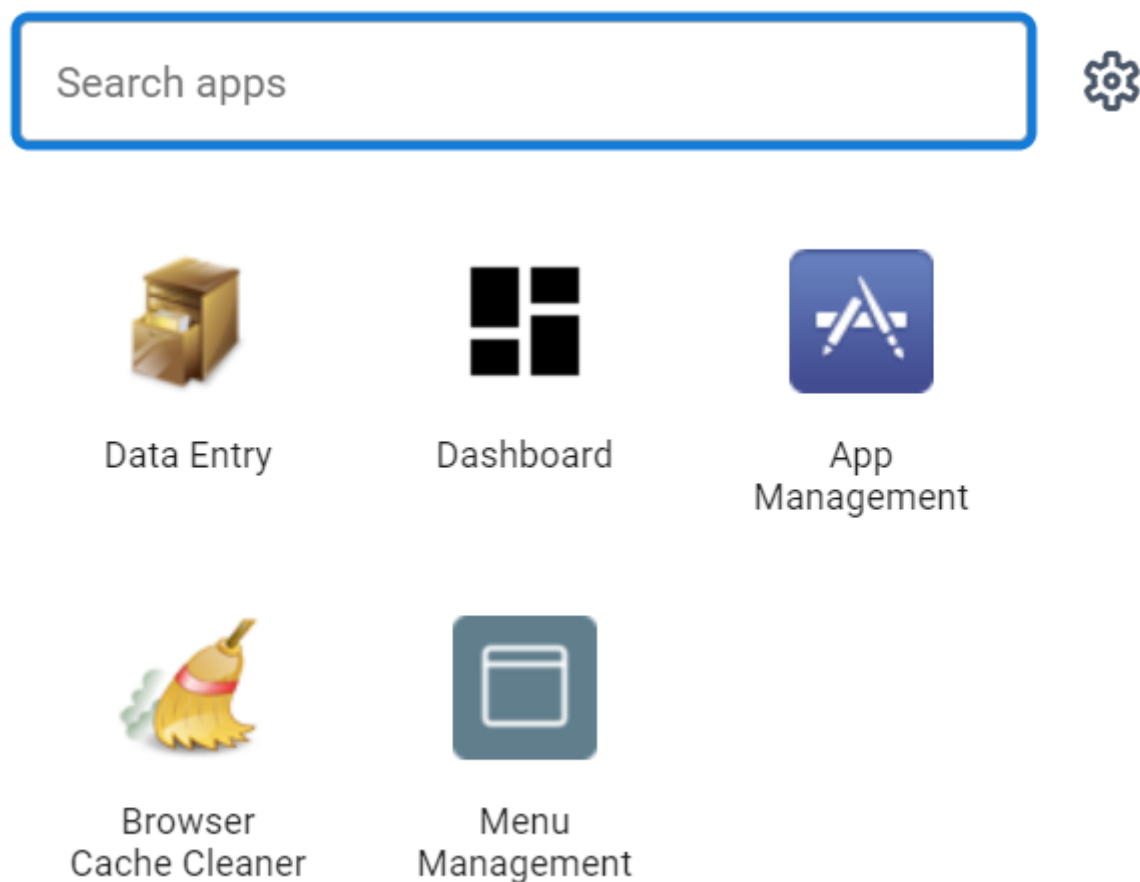 Search apps
Data Entry
Dashboard
App
Management
Browser
Cache Cleaner
Menu
Management